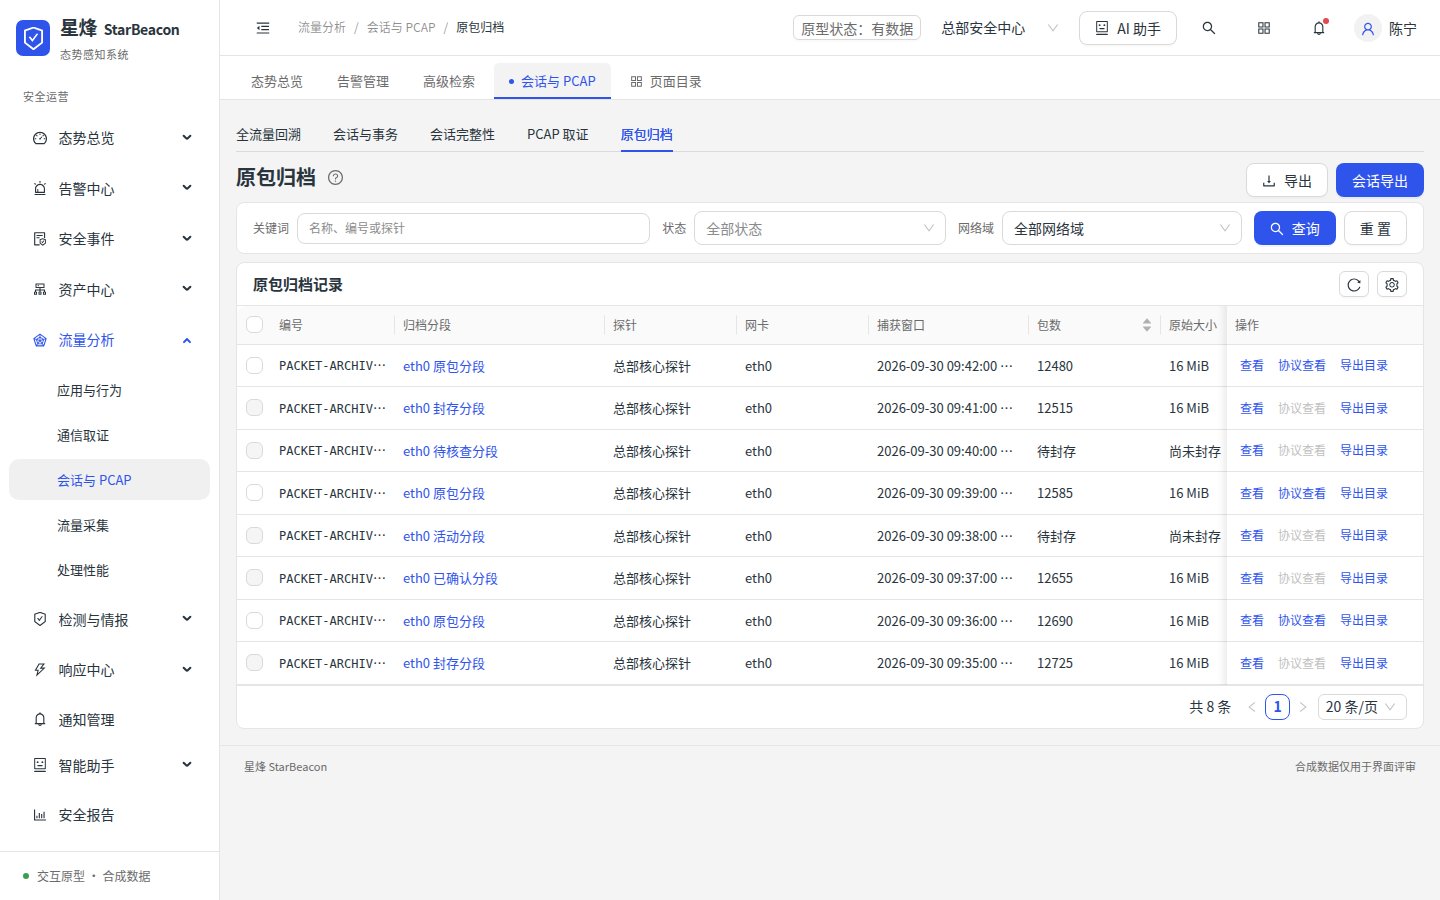 星烽 StarBeacon
态势感知系统
安全运营
态势总览
告警中心
安全事件
资产中心
流量分析
应用与行为
通信取证
会话与 PCAP
流量采集
处理性能
检测与情报
响应中心
通知管理
智能助手
安全报告
交互原型 · 合成数据
流量分析 / 会话与 PCAP / 原包归档
原型状态：有数据
总部安全中心
AI 助手
陈宁
态势总览 告警管理 高级检索 会话与 PCAP 页面目录
全流量回溯 会话与事务 会话完整性 PCAP 取证 原包归档
原包归档
导出 会话导出
关键词 名称、编号或探针 状态 全部状态 网络域 全部网络域 查询 重 置
原包归档记录
编号 归档分段 探针 网卡 捕获窗口 包数 原始大小 操作
PACKET-ARCHIV··· eth0 原包分段 总部核心探针 eth0 2026-09-30 09:42:00 ··· 12480 16 MiB 查看 协议查看 导出目录
PACKET-ARCHIV··· eth0 封存分段 总部核心探针 eth0 2026-09-30 09:41:00 ··· 12515 16 MiB 查看 协议查看 导出目录
PACKET-ARCHIV··· eth0 待核查分段 总部核心探针 eth0 2026-09-30 09:40:00 ··· 待封存 尚未封存 查看 协议查看 导出目录
PACKET-ARCHIV··· eth0 原包分段 总部核心探针 eth0 2026-09-30 09:39:00 ··· 12585 16 MiB 查看 协议查看 导出目录
PACKET-ARCHIV··· eth0 活动分段 总部核心探针 eth0 2026-09-30 09:38:00 ··· 待封存 尚未封存 查看 协议查看 导出目录
PACKET-ARCHIV··· eth0 已确认分段 总部核心探针 eth0 2026-09-30 09:37:00 ··· 12655 16 MiB 查看 协议查看 导出目录
PACKET-ARCHIV··· eth0 原包分段 总部核心探针 eth0 2026-09-30 09:36:00 ··· 12690 16 MiB 查看 协议查看 导出目录
PACKET-ARCHIV··· eth0 封存分段 总部核心探针 eth0 2026-09-30 09:35:00 ··· 12725 16 MiB 查看 协议查看 导出目录
共 8 条 1 20 条/页
星烽 StarBeacon
合成数据仅用于界面评审